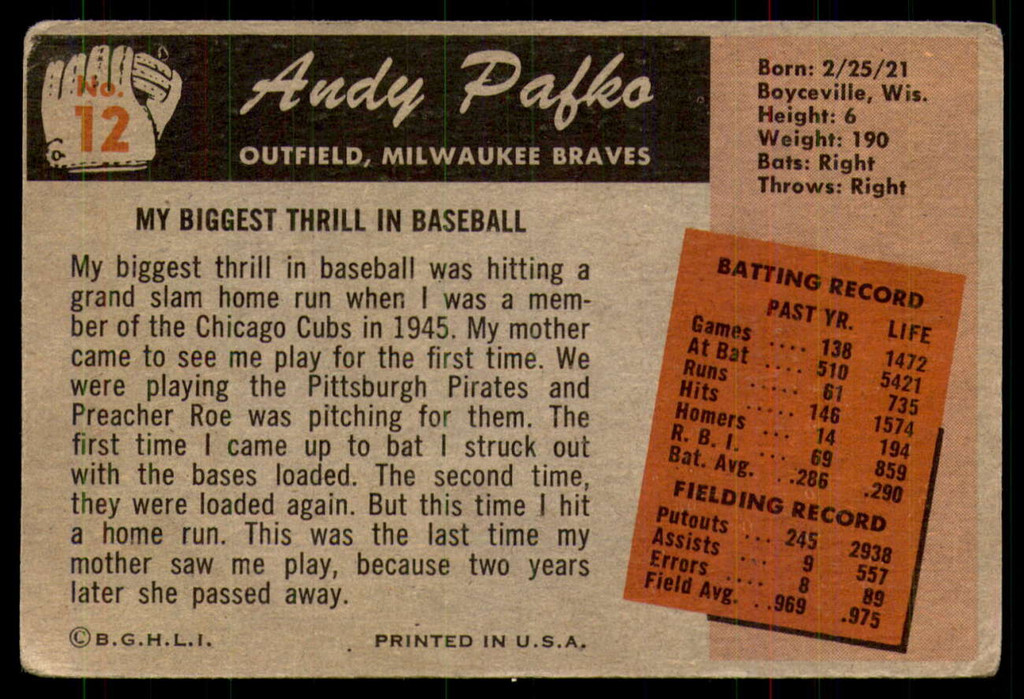 No.
12
Andy Pafko
OUTFIELD, MILWAUKEE BRAVES
Born: 2/25/21
Boyceville, Wis.
Height: 6
Weight: 190
Bats: Right
Throws: Right
MY BIGGEST THRILL IN BASEBALL
My biggest thrill in baseball was hitting a
grand slam home run when I was a mem-
ber of the Chicago Cubs in 1945. My mother
came to see me play for the first time. We
were playing the Pittsburgh Pirates and
Preacher Roe was pitching for them. The
first time I came up to bat I struck out
with the bases loaded. The second time,
they were loaded again. But this time I hit
a home run. This was the last time my
mother saw me play, because two years
later she passed away.
BATTING RECORD
PAST YR. LIFE
Games .... 138 1472
At Bat .... 510 5421
Runs ..... 61 735
Hits ..... 146 1574
Homers ... 14 194
R. B. I. ... 69 859
Bat. Avg. . .286 .290
FIELDING RECORD
Putouts ... 245 2938
Assists ... 9 557
Errors .... 8 89
Field Avg. . .969 .975
© B.G.H.L.I.
PRINTED IN U.S.A.